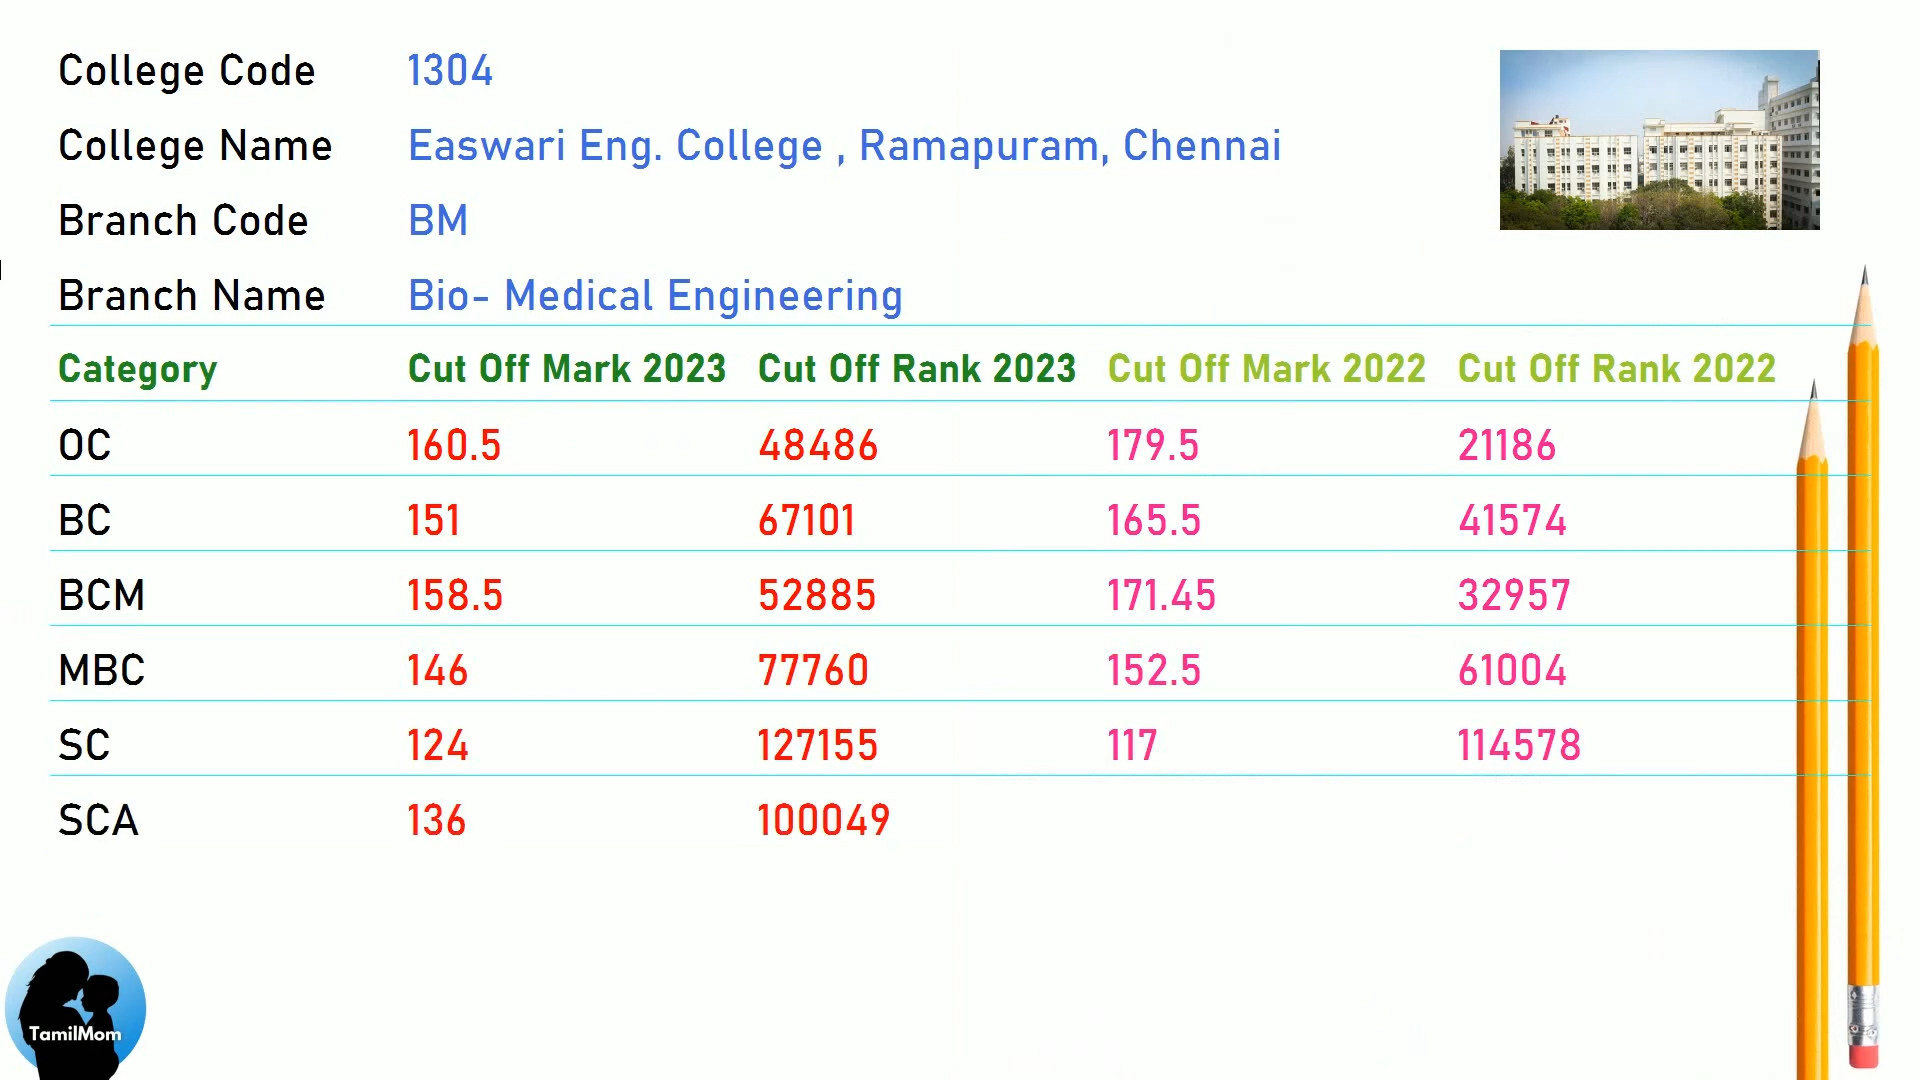 College Code 1304
College Name Easwari Eng. College , Ramapuram, Chennai
Branch Code BM
Branch Name Bio- Medical Engineering
Category Cut Off Mark 2023 Cut Off Rank 2023 Cut Off Mark 2022 Cut Off Rank 2022
OC 160.5 48486 179.5 21186
BC 151 67101 165.5 41574
BCM 158.5 52885 171.45 32957
MBC 146 77760 152.5 61004
SC 124 127155 117 114578
SCA 136 100049
TamilMom